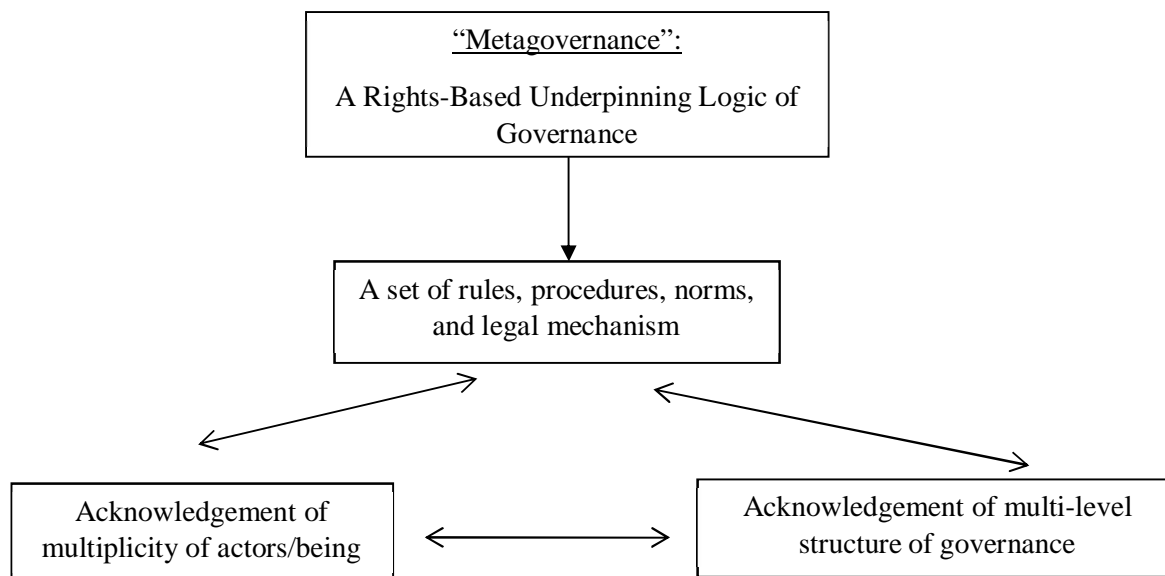 “Metagovernance”:
A Rights-Based Underpinning Logic of
Governance
A set of rules, procedures, norms,
and legal mechanism
Acknowledgement of
multiplicity of actors/being
Acknowledgement of multi-level
structure of governance